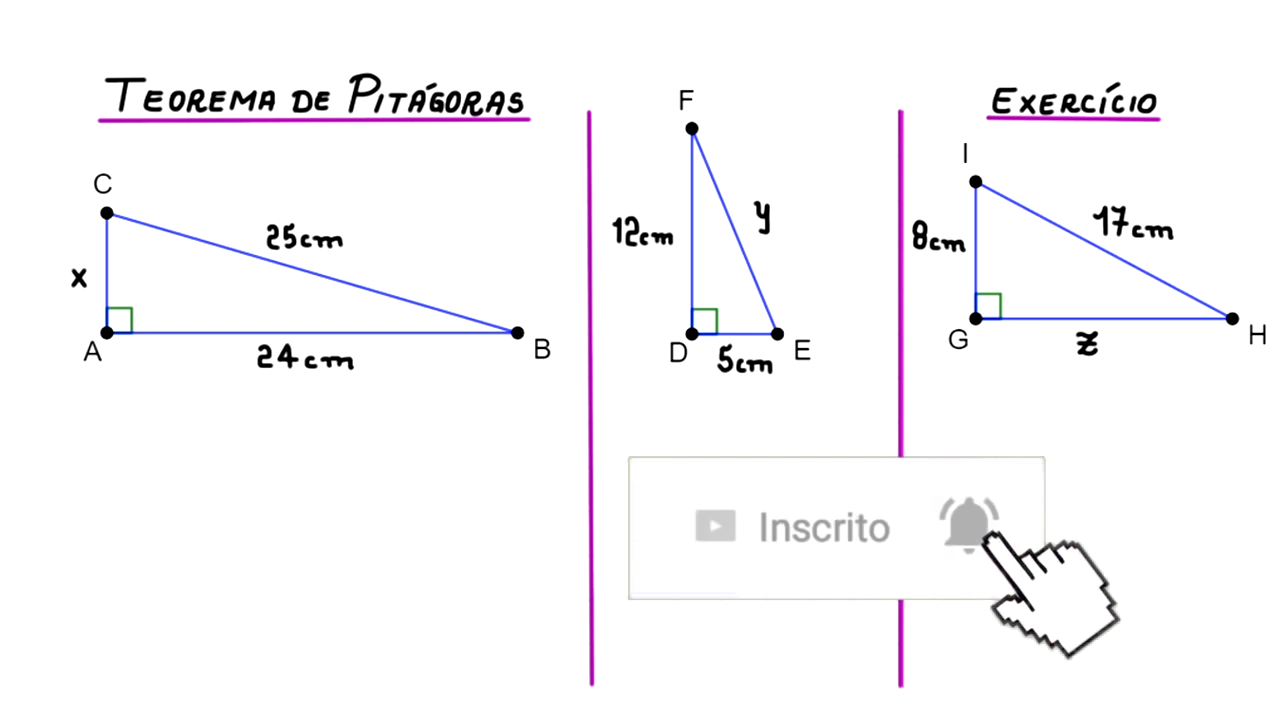 TEOREMA DE PITÁGORAS
C
25cm
x
A
24cm
B
F
12cm
y
D
5cm
E
EXERCÍCIO
I
8cm
17cm
G
z
H
Inscrito